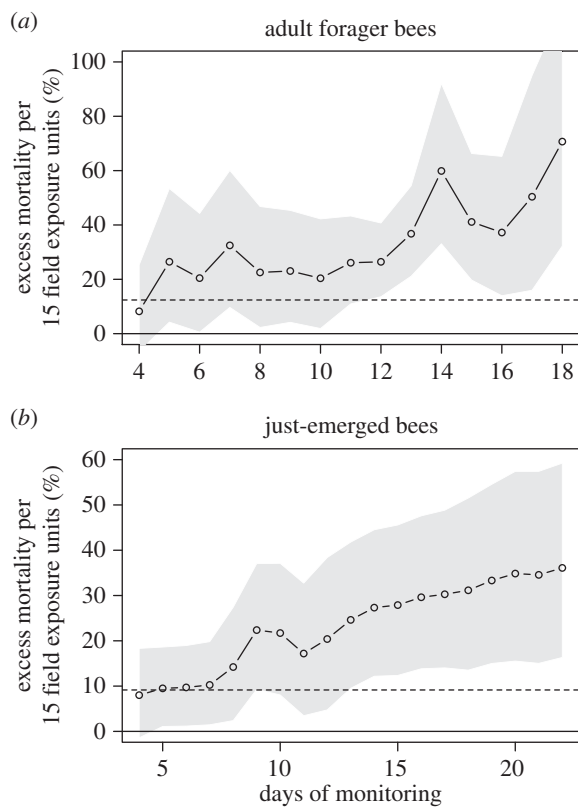 (a)
adult forager bees
excess mortality per
15 field exposure units (%)
100
80
60
40
20
0
4 6 8 10 12 14 16 18
(b)
just-emerged bees
excess mortality per
15 field exposure units (%)
60
50
40
30
20
10
0
5 10 15 20
days of monitoring